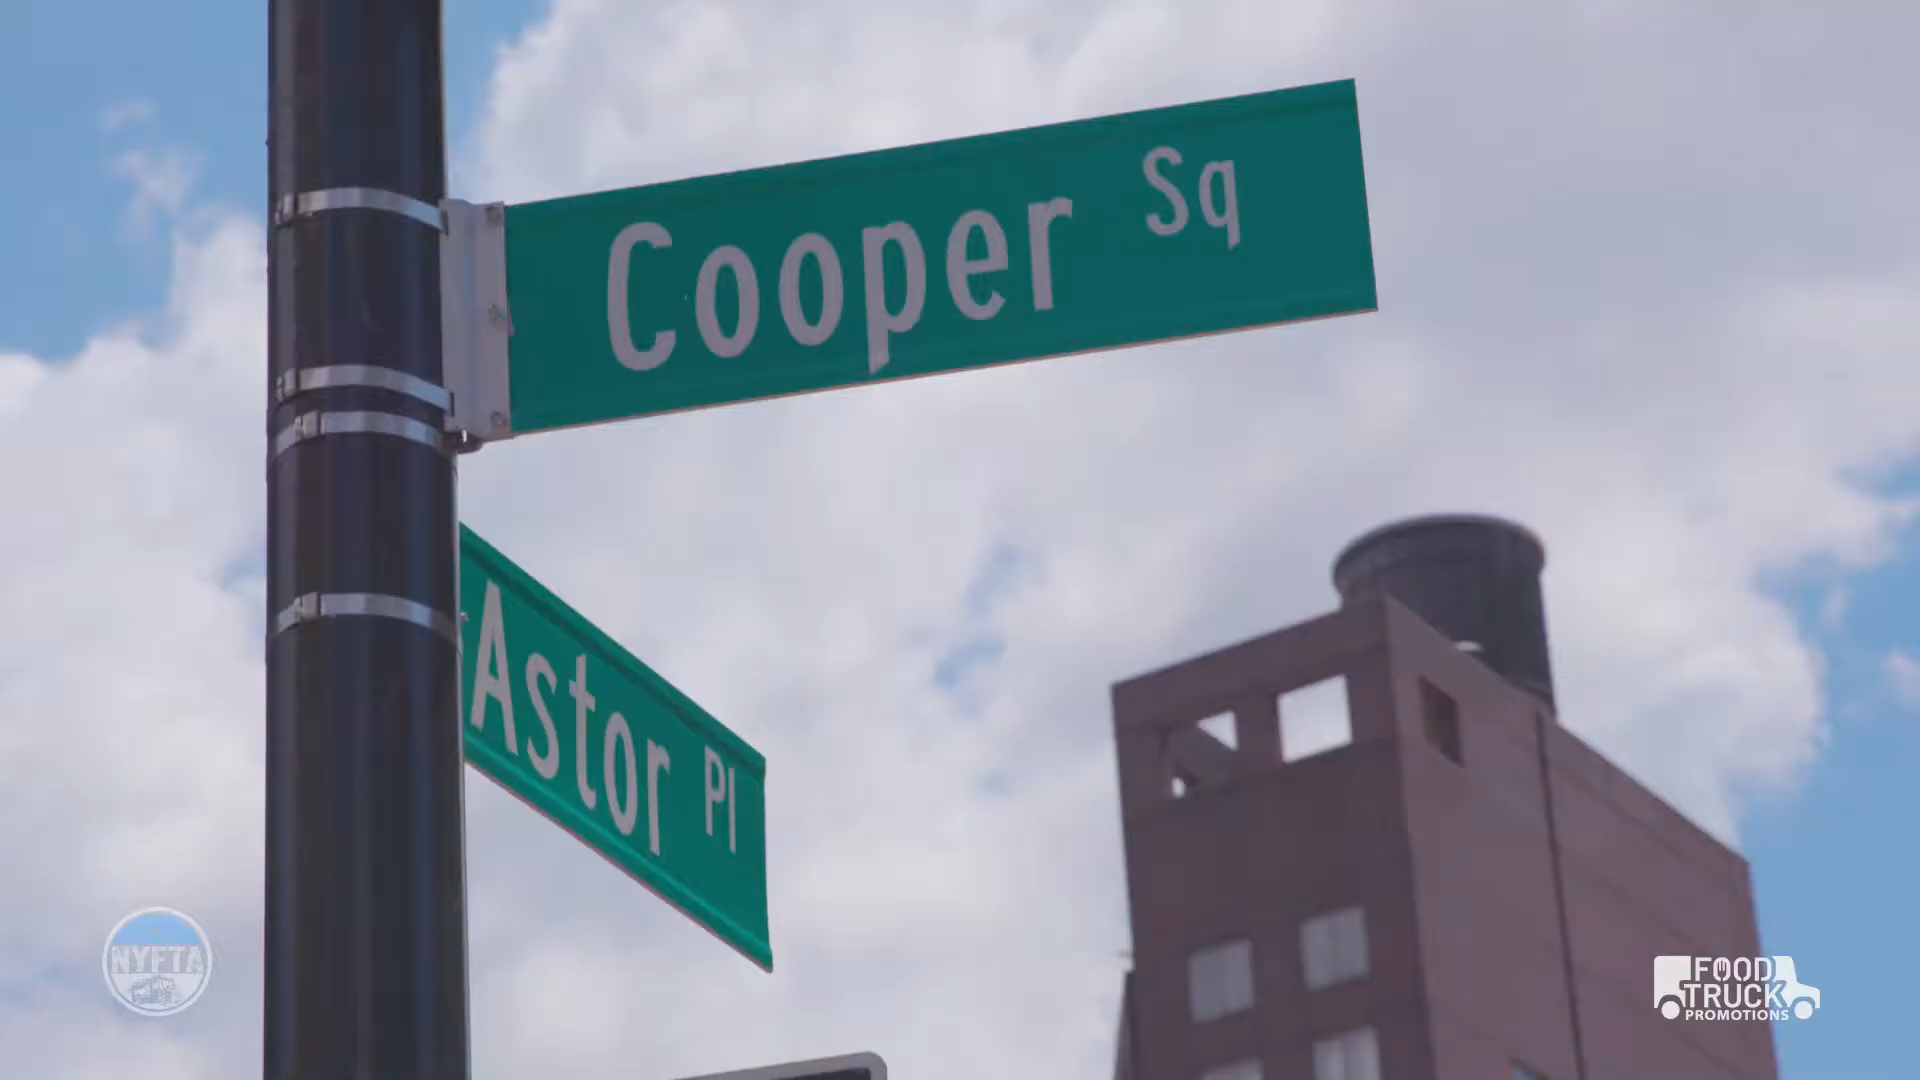 Cooper Sq
Astor Pl
NYFTA
FOOD
TRUCK
PROMOTIONS